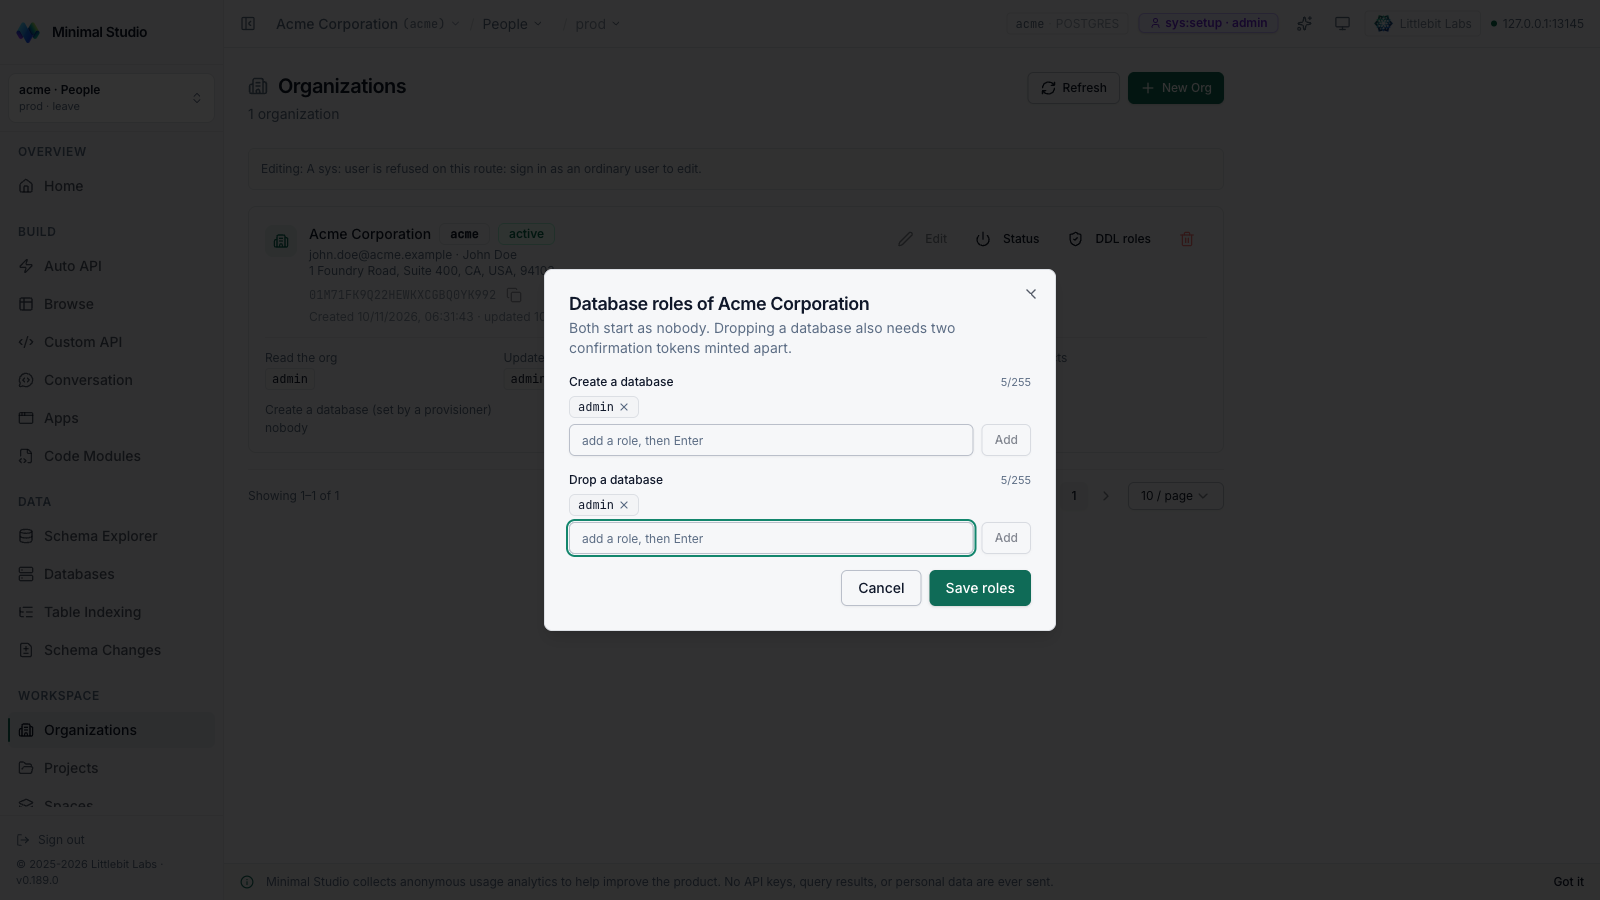 Minimal Studio
Acme Corporation (acme) / People / prod
acme POSTGRES
sys:setup · admin
Littlebit Labs
127.0.0.1:13145
acme · People
prod · leave
OVERVIEW
Home
BUILD
Auto API
Browse
Custom API
Conversation
Apps
Code Modules
DATA
Schema Explorer
Databases
Table Indexing
Schema Changes
WORKSPACE
Organizations
Projects
Spaces
Sign out
© 2025-2026 Littlebit Labs ·
v0.189.0
Organizations
1 organization
Refresh
New Org
Editing: A sys: user is refused on this route: sign in as an ordinary user to edit.
Acme Corporation acme active
Edit Status DDL roles
john.doe@acme.example · John Doe
1 Foundry Road, Suite 400, CA, USA, 94103
Created 10/11/2026, 06:31:43 · updated 10
Read the org
admin
Update
admin
Create a database (set by a provisioner)
nobody
Showing 1–1 of 1
1
10 / page
Database roles of Acme Corporation
Both start as nobody. Dropping a database also needs two
confirmation tokens minted apart.
Create a database 5/255
admin
add a role, then Enter Add
Drop a database 5/255
admin
add a role, then Enter Add
Cancel Save roles
Minimal Studio collects anonymous usage analytics to help improve the product. No API keys, query results, or personal data are ever sent.
Got it